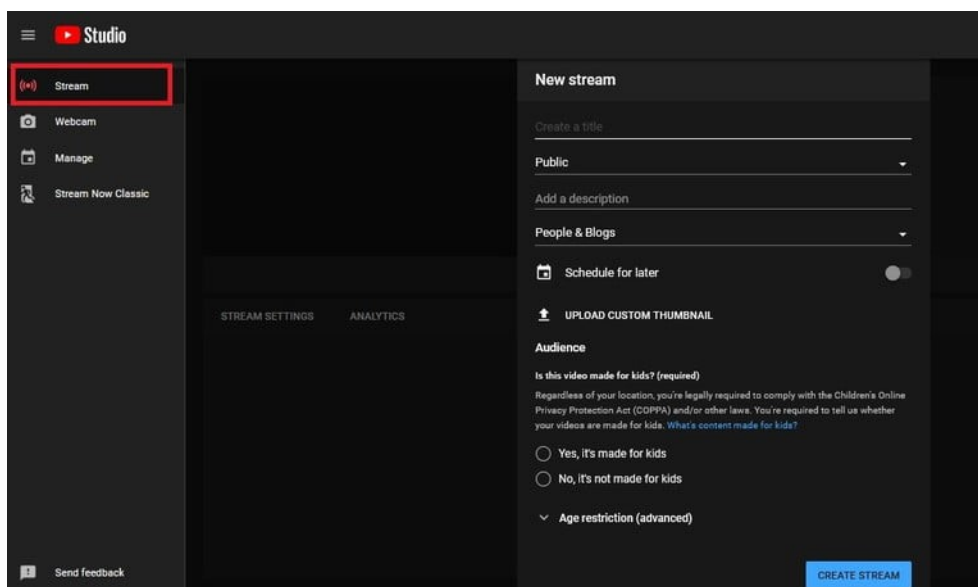 Studio
Stream
Webcam
Manage
Stream Now Classic
Send feedback
STREAM SETTINGS ANALYTICS
New stream
Create a title
Public
Add a description
People & Blogs
Schedule for later
UPLOAD CUSTOM THUMBNAIL
Audience
Is this video made for kids? (required)
Regardless of your location, you're legally required to comply with the Children's Online
Privacy Protection Act (COPPA) and/or other laws. You're required to tell us whether
your videos are made for kids. What's content made for kids?
Yes, it's made for kids
No, it's not made for kids
Age restriction (advanced)
CREATE STREAM